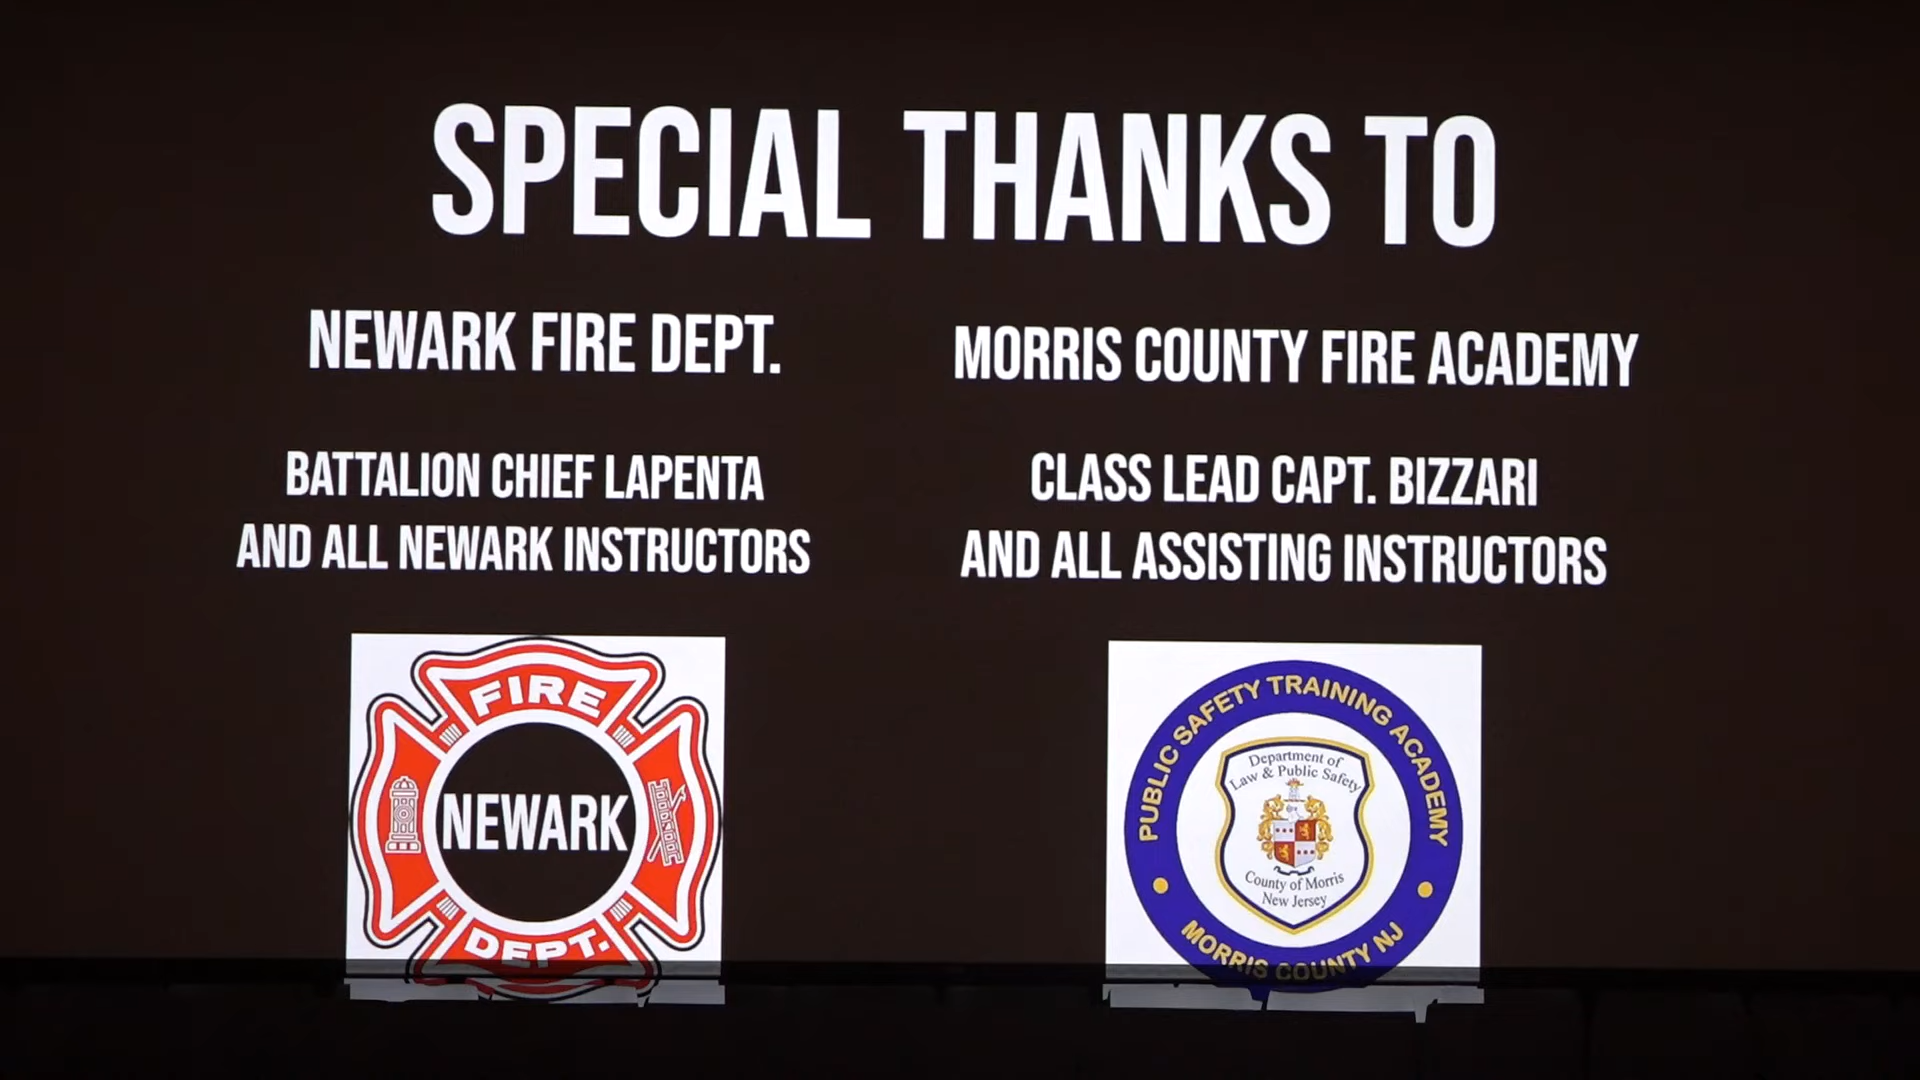 SPECIAL THANKS TO
NEWARK FIRE DEPT.
BATTALION CHIEF LAPENTA
AND ALL NEWARK INSTRUCTORS
MORRIS COUNTY FIRE ACADEMY
CLASS LEAD CAPT. BIZZARI
AND ALL ASSISTING INSTRUCTORS
FIRE
NEWARK
DEPT.
PUBLIC SAFETY TRAINING ACADEMY
Department of
Law & Public Safety
County of Morris
New Jersey
MORRIS COUNTY NJ